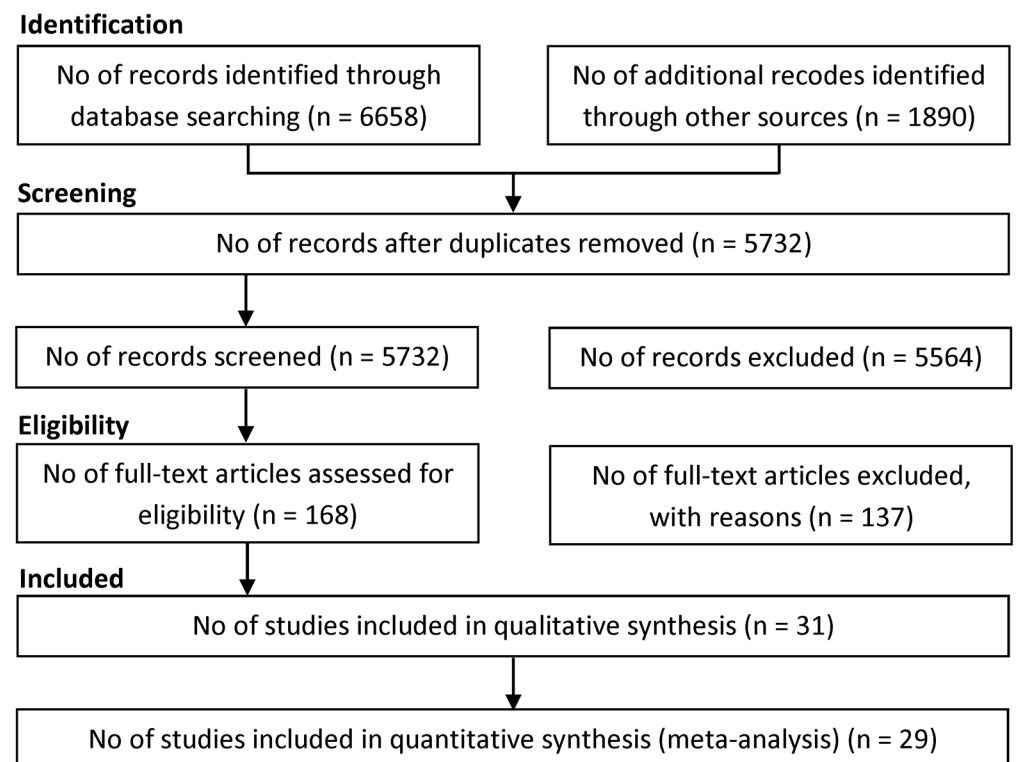 Identification
No of records identified through
database searching (n = 6658)
No of additional recodes identified
through other sources (n = 1890)
Screening
No of records after duplicates removed (n = 5732)
No of records screened (n = 5732)
No of records excluded (n = 5564)
Eligibility
No of full-text articles assessed for
eligibility (n = 168)
No of full-text articles excluded,
with reasons (n = 137)
Included
No of studies included in qualitative synthesis (n = 31)
No of studies included in quantitative synthesis (meta-analysis) (n = 29)